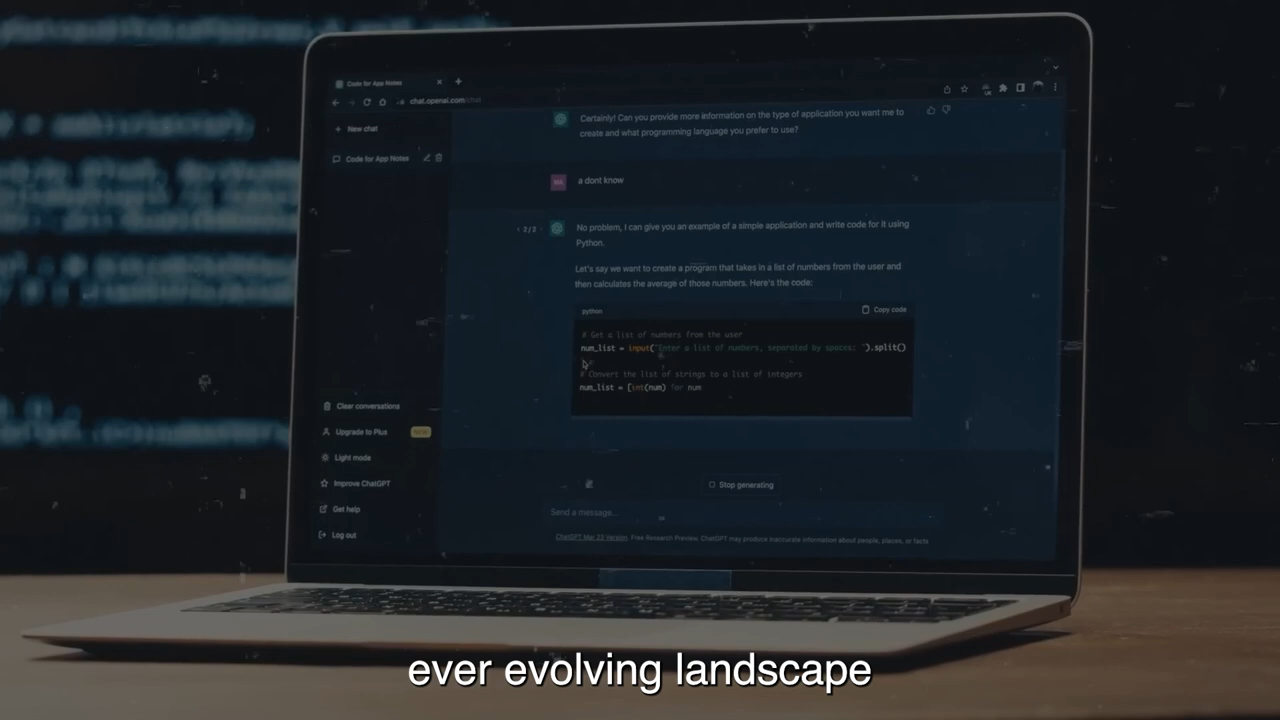 Code for App Notes
chat.openai.com/chat
New chat
Code for App Notes
Certainly! Can you provide more information on the type of application you want me to
create and what programming language you prefer to use?
a dont know
2/2
No problem, I can give you an example of a simple application and write code for it using
Python.
Let's say we want to create a program that takes in a list of numbers from the user and
then calculates the average of those numbers. Here's the code:
python
Copy code
# Get a list of numbers from the user
num_list = input("Enter a list of numbers, separated by spaces: ").split()
# Convert the list of strings to a list of integers
num_list = [int(num) for num
Clear conversations
Upgrade to Plus NEW
Light mode
Improve ChatGPT
Get help
Log out
Stop generating
Send a message...
ChatGPT Mar 23 Version. Free Research Preview. ChatGPT may produce inaccurate information about people, places, or facts
ever evolving landscape